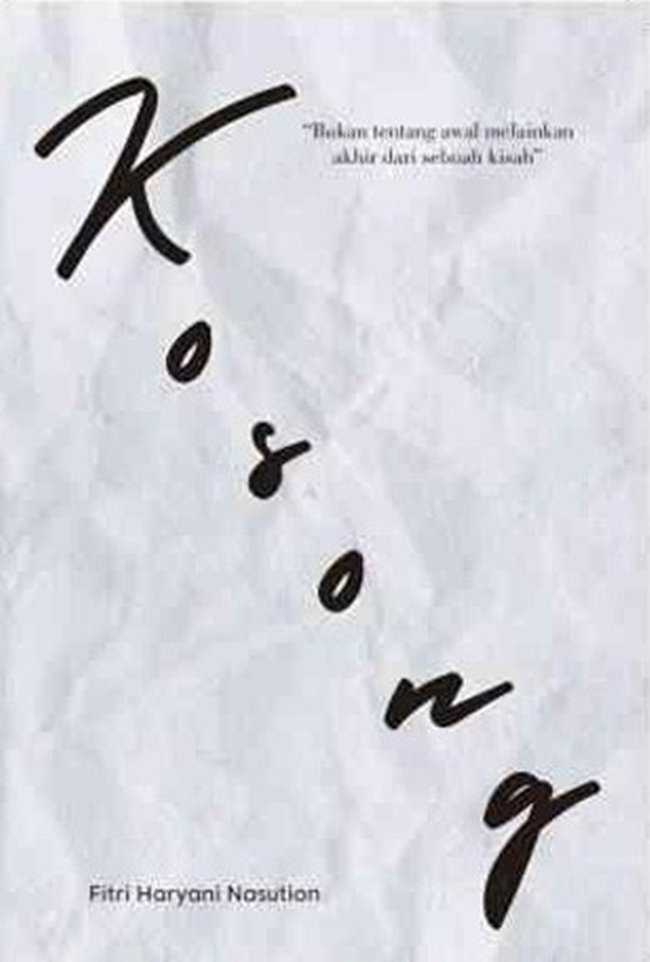 Kosong
"Bukan tentang awal melainkan
akhir dari sebuah kisah"
Fitri Haryani Nasution